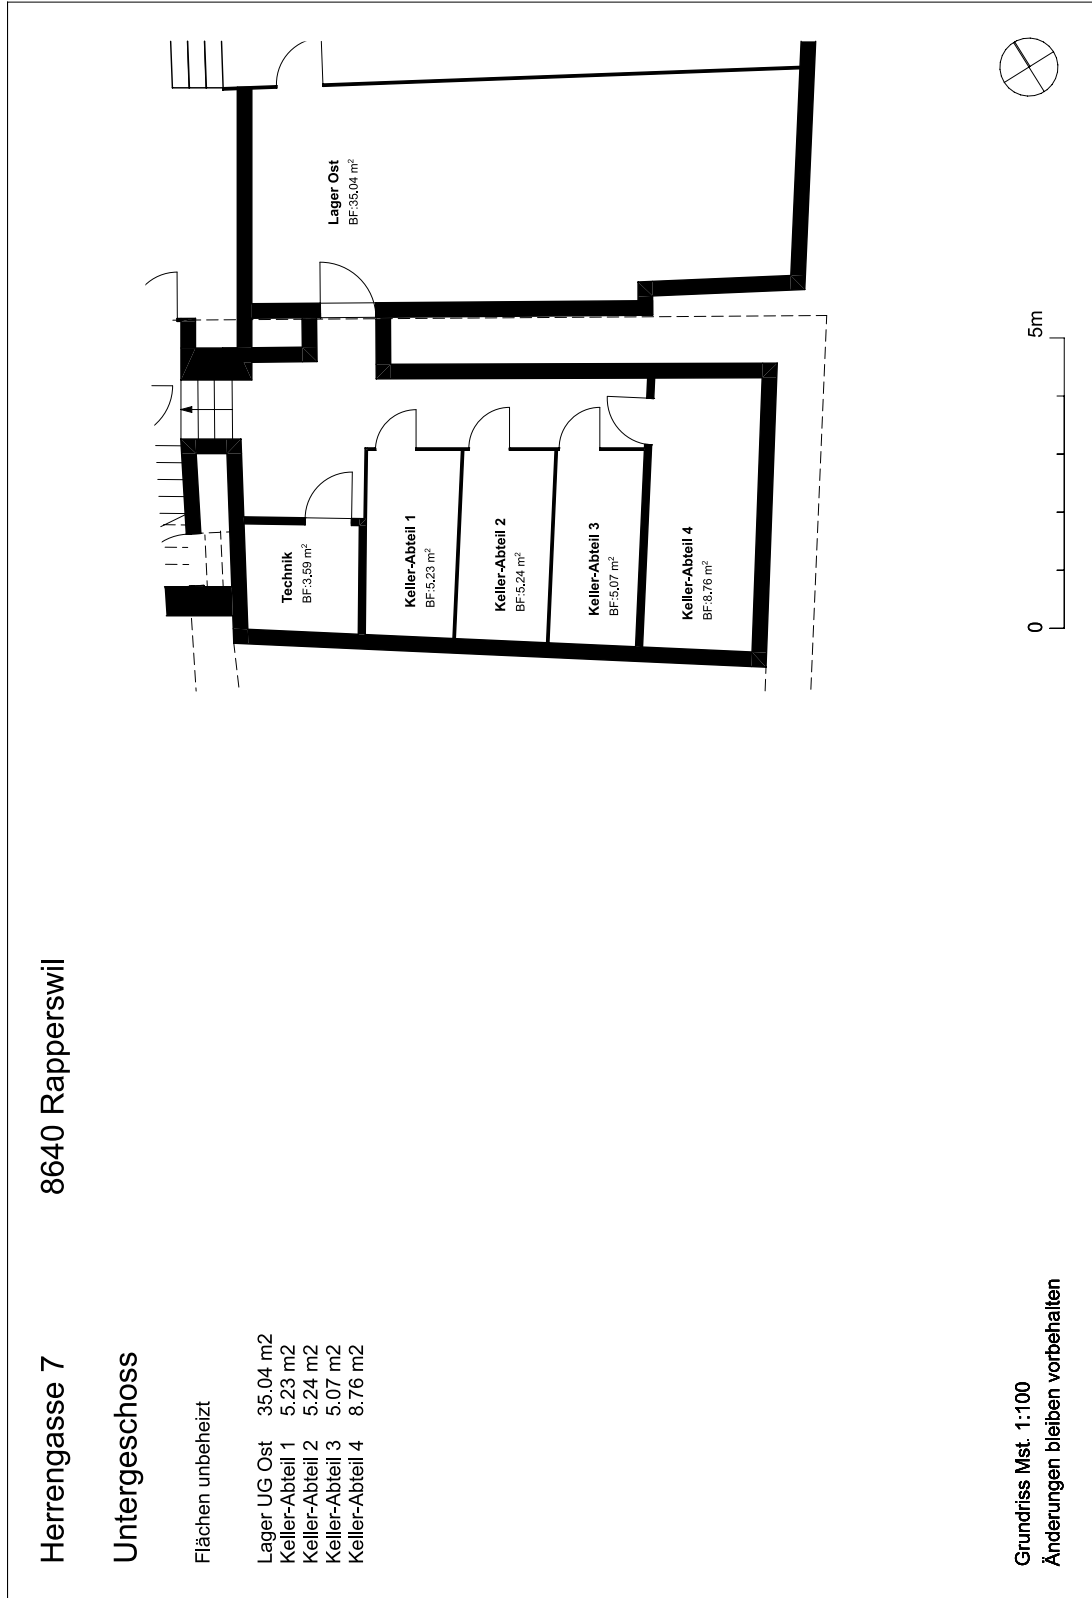 Herrengasse 7 8640 Rapperswil
Untergeschoss
Flächen unbeheizt
Lager UG Ost 35.04 m2
Keller-Abteil 1 5.23 m2
Keller-Abteil 2 5.24 m2
Keller-Abteil 3 5.07 m2
Keller-Abteil 4 8.76 m2
Technik
BF:3.59 m²
Keller-Abteil 1
BF:5.23 m²
Keller-Abteil 2
BF:5.24 m²
Keller-Abteil 3
BF:5.07 m²
Keller-Abteil 4
BF:8.76 m²
Lager Ost
BF:35.04 m²
0 5m
Grundriss Mst. 1:100
Änderungen bleiben vorbehalten